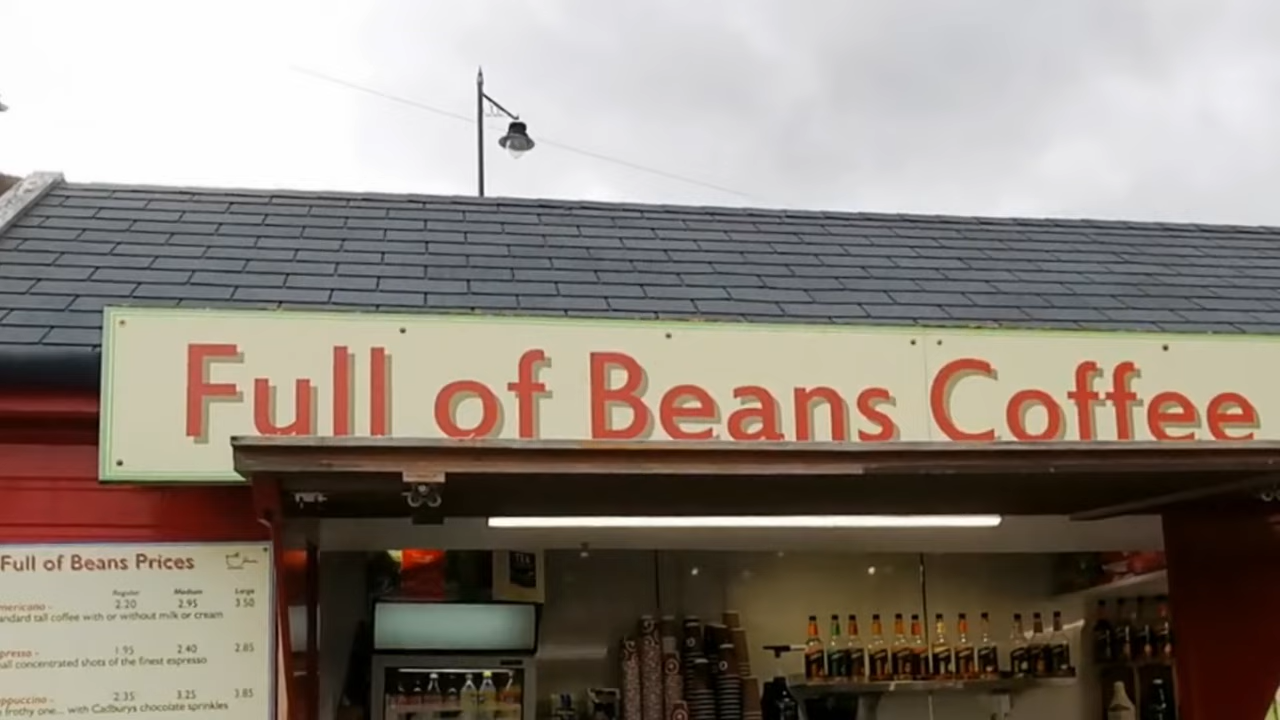 Full of Beans Coffee
Full of Beans Prices
Regular Medium Large
mericano - 2.20 2.95 3.50
andard tall coffee with or without milk or cream
presso - 1.95 2.40 2.85
all concentrated shots of the finest espresso
ppuccino - 2.35 3.25 3.85
frothy one... with Cadburys chocolate sprinkles